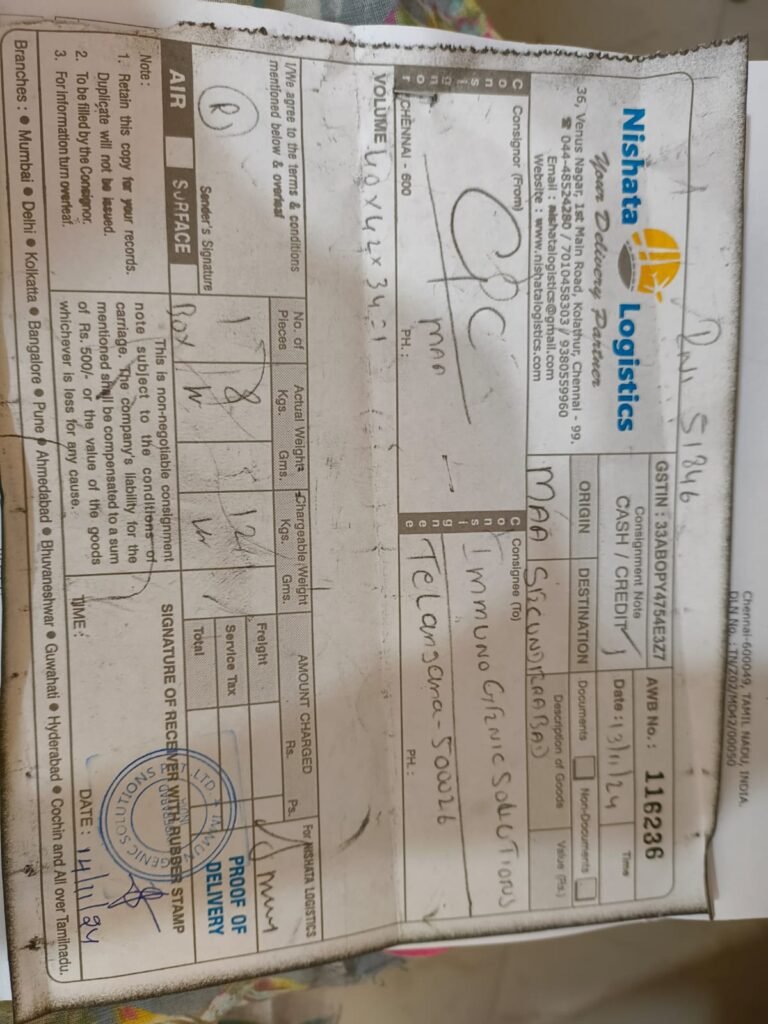 Chennai-600049, TAMIL NADU, INDIA.
DLN No. : TN/Z02/MD42/00050
RNI 51846
Nishata Logistics
Your Delivery Partner
36, Venus Nagar, 1st Main Road, Kolathur, Chennai - 99.
☎ 044-48524280 / 7010458303 / 9380559960
Email : nishatalogistics@gmail.com
Website : www.nishatalogistics.com
GSTIN : 33ABOPY4754E3Z7
AWB No. : 116236
Consignment Note
CASH / CREDIT
Date : 13/11/24
Time
ORIGIN
DESTINATION
Documents
Non-Documents
Description of Goods
Value (Rs.)
MAA
SECUNDRAABAD
Consignor
Consignor (From)
CPC
MAA
CHENNAI - 600
PH. :
Consignee
Consignee (To)
IMMUNOGENIC SOLUTIONS
Telangana-500026
PH. :
VOLUME 40x42x34=1
I/We agree to the terms & conditions
mentioned below & overleaf
R
Sender's Signature
AIR
SURFACE
No. of
Pieces
Actual Weight
Kgs.
Gms.
Chargeable Weight
Kgs.
Gms.
AMOUNT CHARGED
Rs.
Ps.
1
Box
8
12
Freight
Service Tax
Total
For NISHATA LOGISTICS
PROOF OF
DELIVERY
Note :
1. Retain this copy for your records.
Duplicate will not be issued.
2. To be filled by the Consignor.
3. For Information turn overleaf.
This is non-negotiable consignment
note subject to the conditions of
carriage. The company's liability for the
mentioned shall be compensated to a sum
of Rs. 500/- or the value of the goods
whichever is less for any cause.
SIGNATURE OF RECEIVER WITH RUBBER STAMP
TIME :
DATE : 14/11/24
Branches : ● Mumbai ● Delhi ● Kolkatta ● Bangalore ● Pune ● Ahmedabad ● Bhuvaneshwar ● Guwahati ● Hyderabad ● Cochin and All over Tamilnadu.